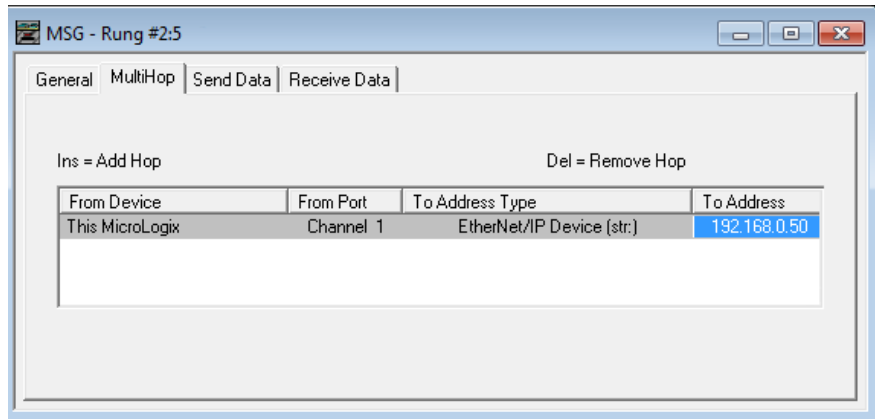 MSG - Rung #2:5
General MultiHop Send Data Receive Data
Ins = Add Hop Del = Remove Hop
From Device From Port To Address Type To Address
This MicroLogix Channel 1 EtherNet/IP Device (str:) 192.168.0.50